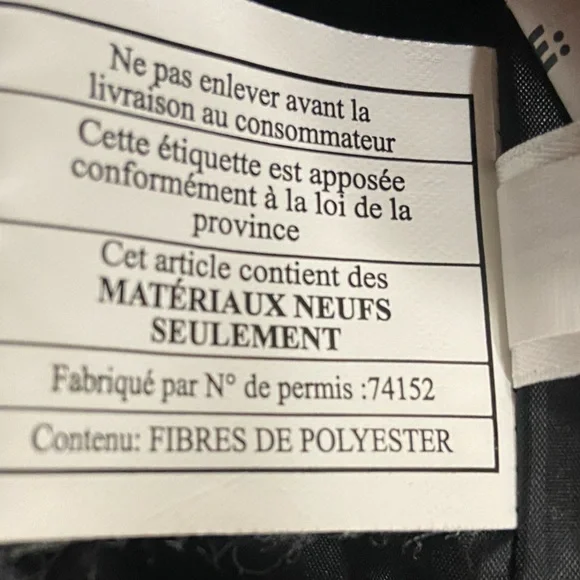 Ne pas enlever avant la
livraison au consommateur
Cette étiquette est apposée
conformément à la loi de la
province
Cet article contient des
MATÉRIAUX NEUFS
SEULEMENT
Fabriqué par N° de permis :74152
Contenu: FIBRES DE POLYESTER